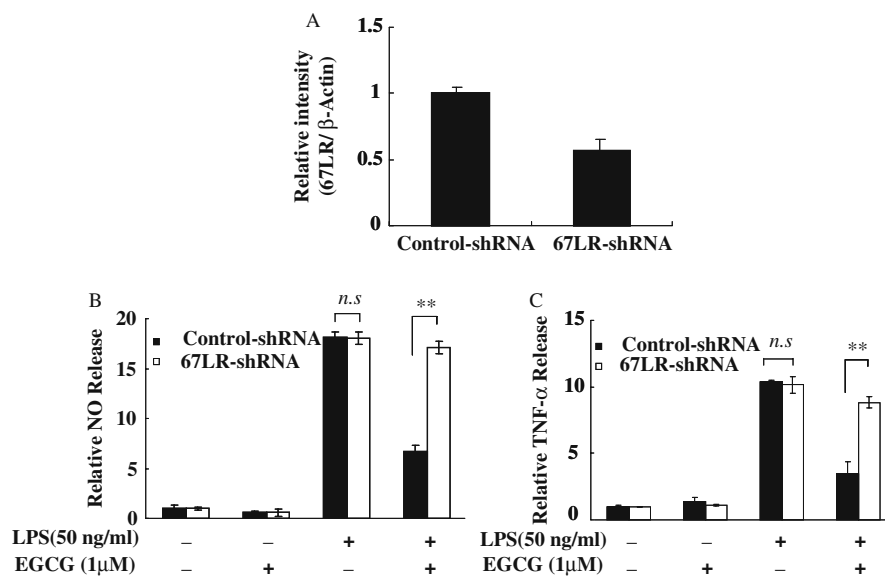 A
1.5
1
0.5
0
Relative intensity
(67LR/ β-Actin)
Control-shRNA 67LR-shRNA
B
n.s
**
20
15
10
5
0
Control-shRNA
67LR-shRNA
Relative NO Release
LPS(50 ng/ml) – – + +
EGCG (1μM) – + – +
C
n.s
**
15
10
5
0
Control-shRNA
67LR-shRNA
Relative TNF-α Release
– – + +
– + – +